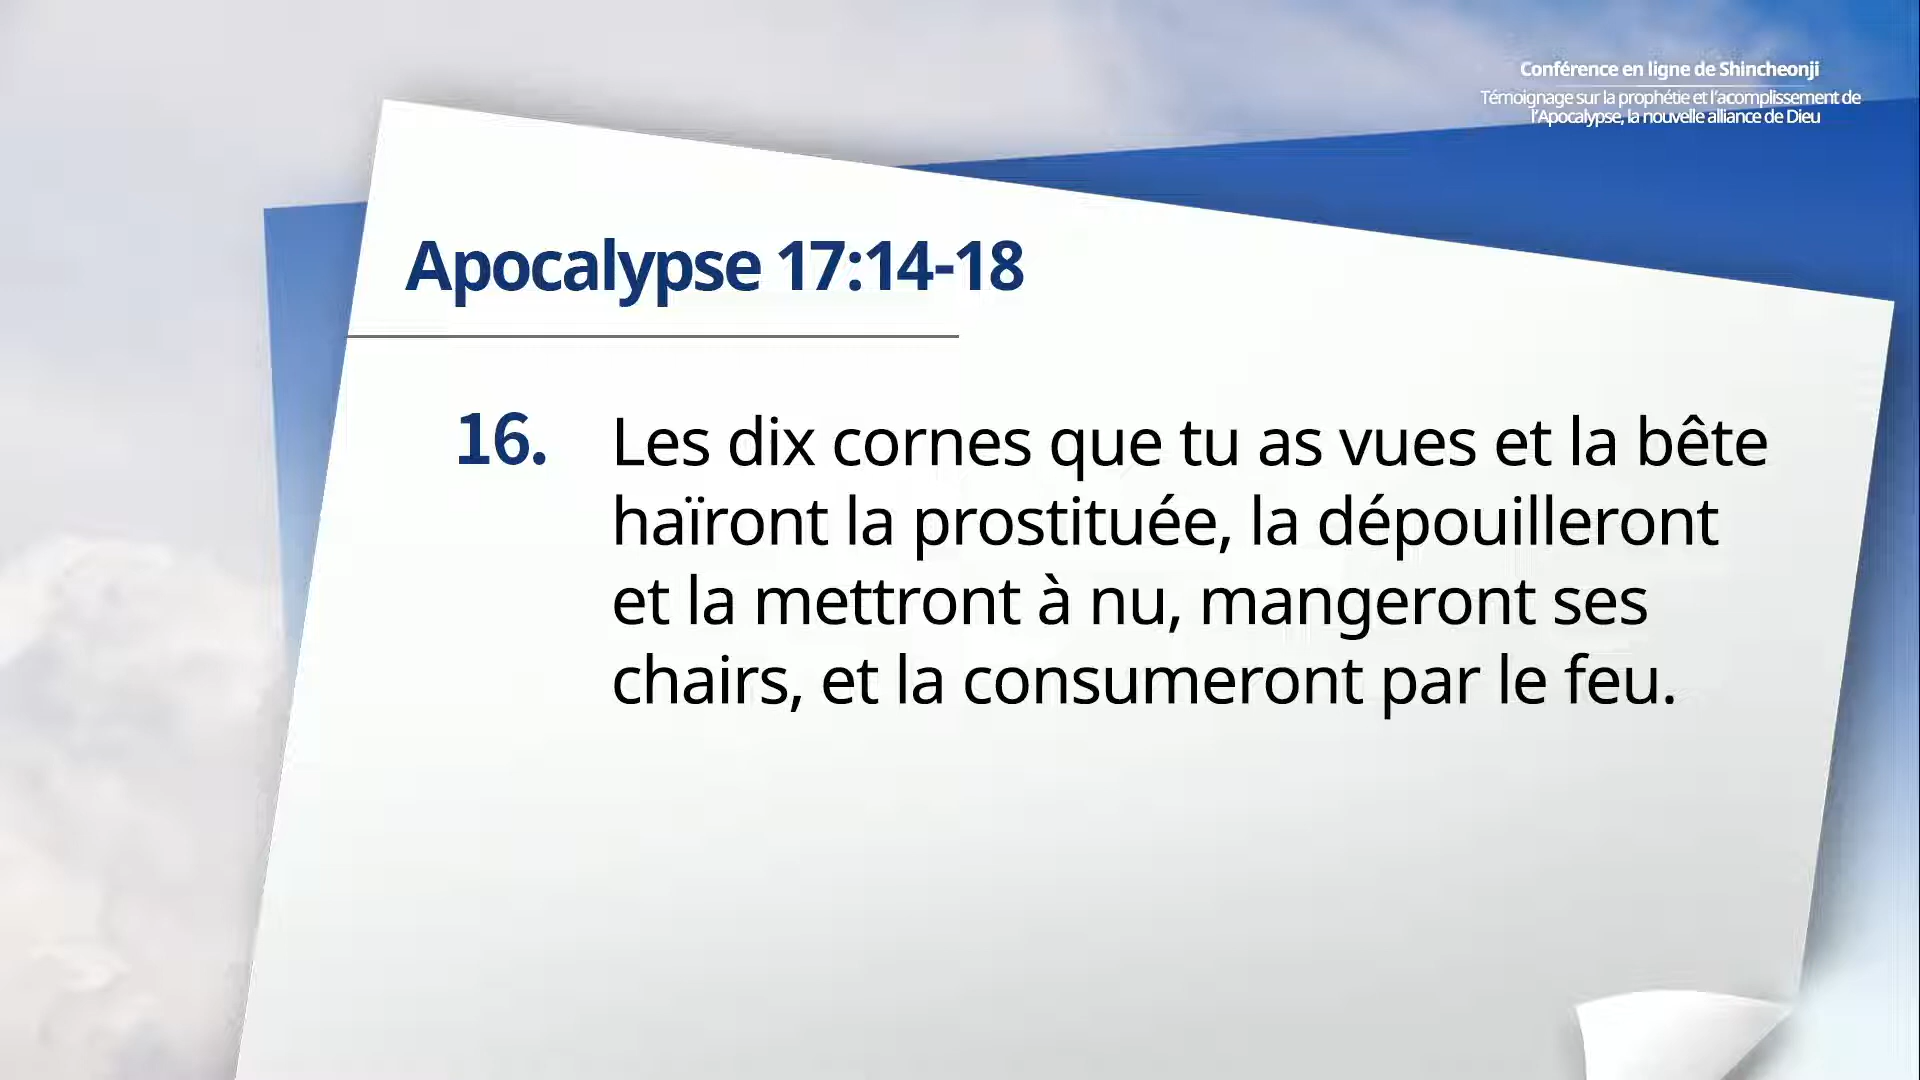 Conférence en ligne de Shincheonji
Témoignage sur la prophétie et l'acomplissement de
l'Apocalypse, la nouvelle alliance de Dieu
Apocalypse 17:14-18
16. Les dix cornes que tu as vues et la bête
haïront la prostituée, la dépouilleront
et la mettront à nu, mangeront ses
chairs, et la consumeront par le feu.